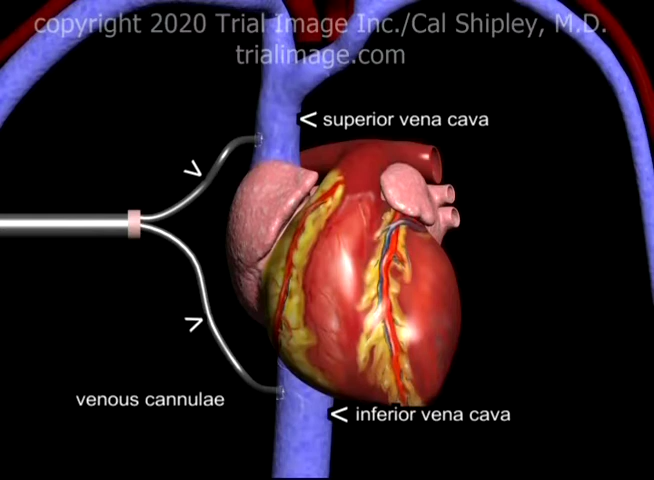 copyright 2020 Trial Image Inc./Cal Shipley, M.D.
trialimage.com
< superior vena cava
venous cannulae
< inferior vena cava